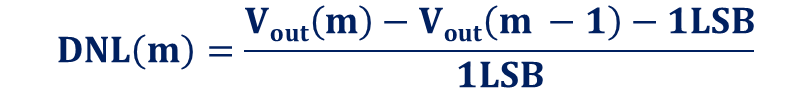 DNL(m) = V_out(m) − V_out(m − 1) − 1LSB
1LSB